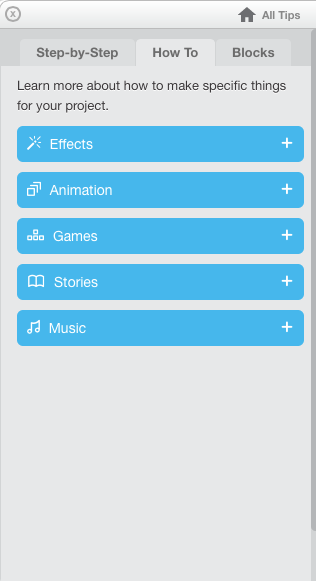 All Tips
Step-by-Step How To Blocks
Learn more about how to make specific things
for your project.
Effects +
Animation +
Games +
Stories +
Music +